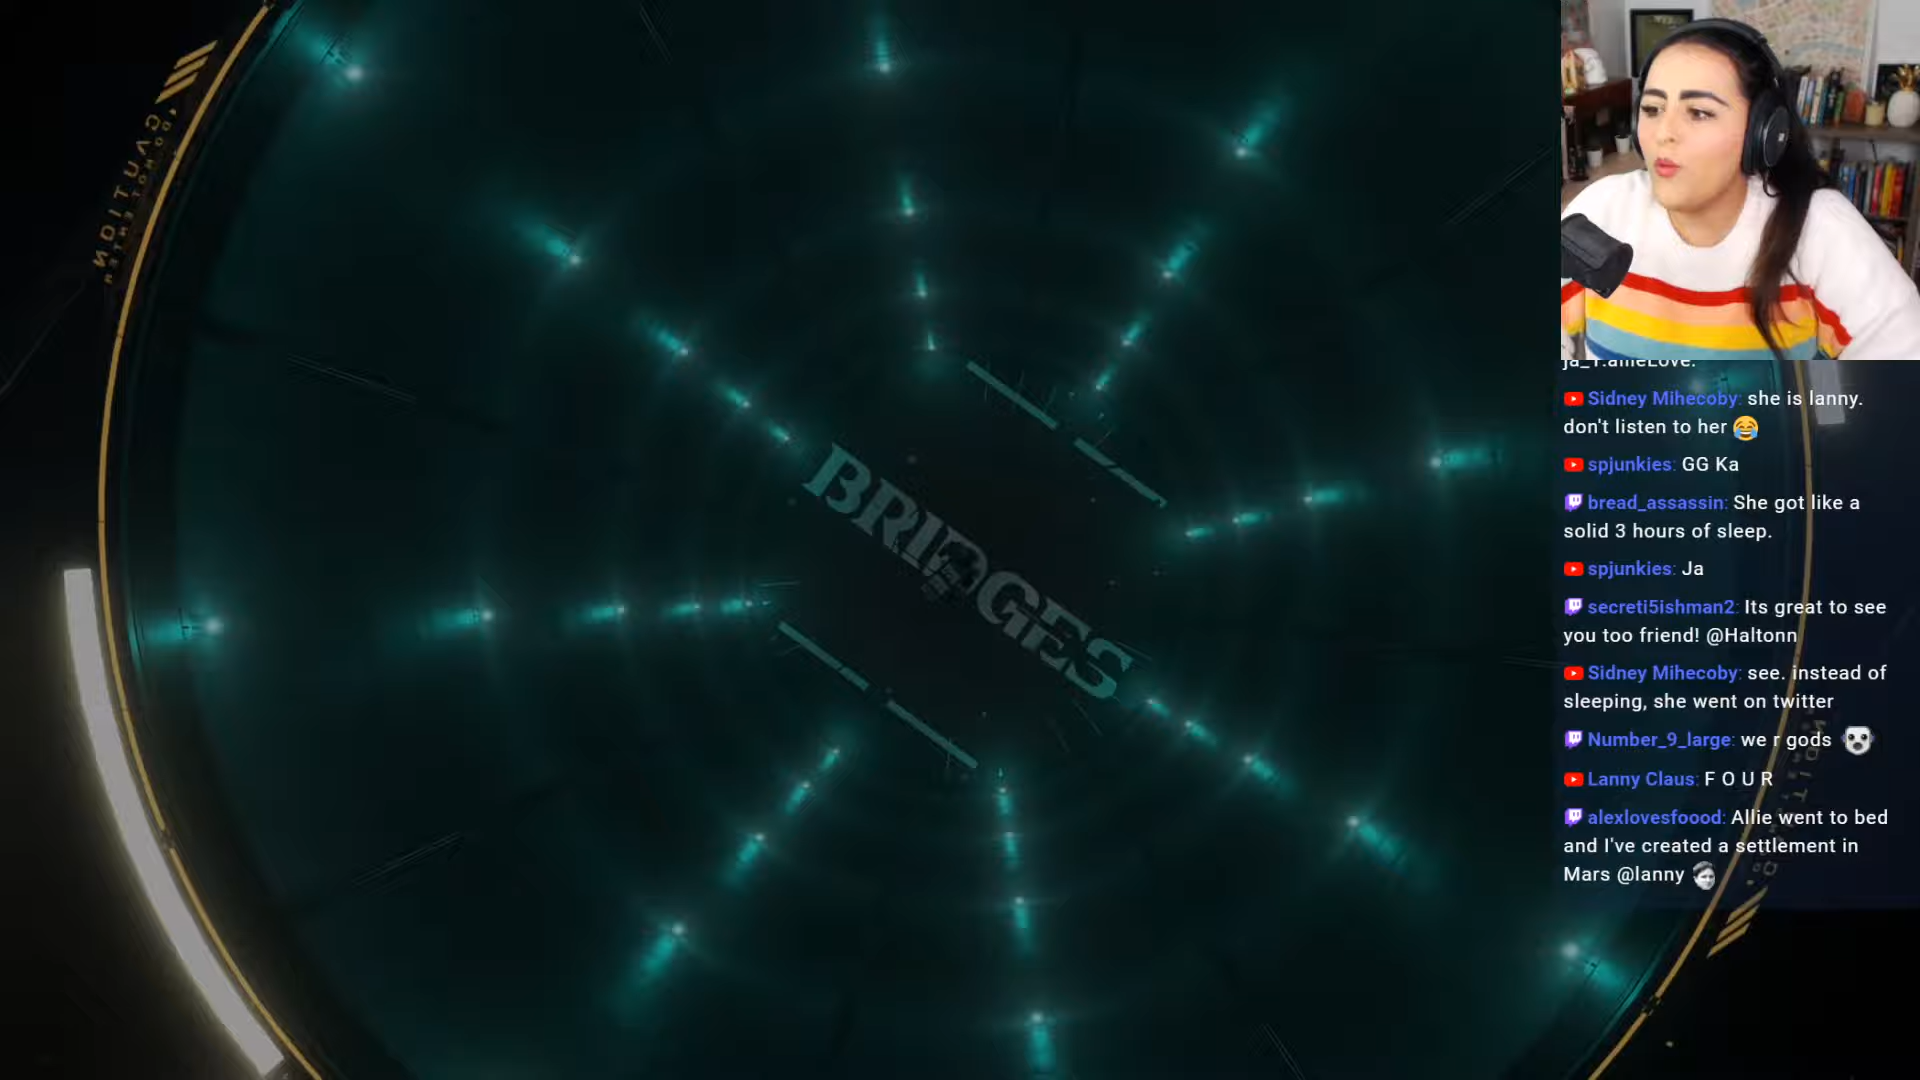 CAUTION
DO NOT ENTER
BRIDGES
Sidney Mihecoby: she is lanny.
don't listen to her 😂
spjunkies: GG Ka
bread_assassin: She got like a
solid 3 hours of sleep.
spjunkies: Ja
secreti5ishman2: Its great to see
you too friend! @Haltonn
Sidney Mihecoby: see. instead of
sleeping, she went on twitter
Number_9_large: we r gods
Lanny Claus: F O U R
alexlovesfoood: Allie went to bed
and I've created a settlement in
Mars @lanny